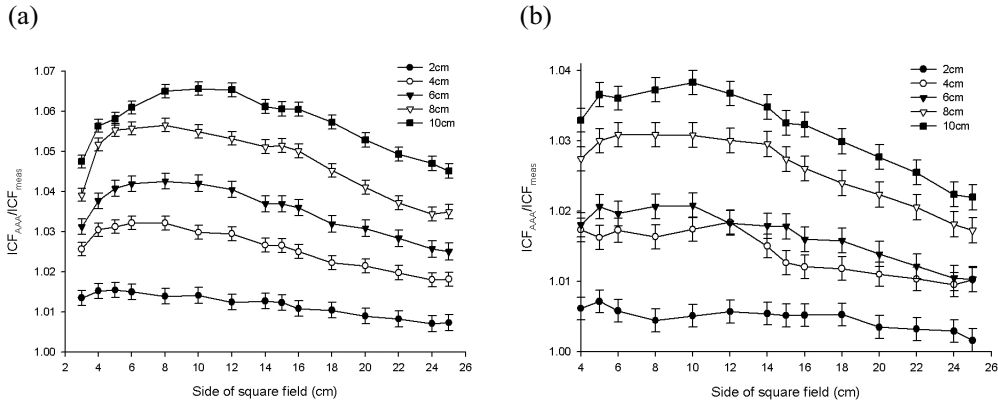 (a)
ICF_AAA/ICF_meas
1.07
1.06
1.05
1.04
1.03
1.02
1.01
1.00
2 4 6 8 10 12 14 16 18 20 22 24 26
Side of square field (cm)
2cm
4cm
6cm
8cm
10cm
(b)
ICF_AAA/ICF_meas
1.04
1.03
1.02
1.01
1.00
4 6 8 10 12 14 16 18 20 22 24 26
Side of square field (cm)
2cm
4cm
6cm
8cm
10cm